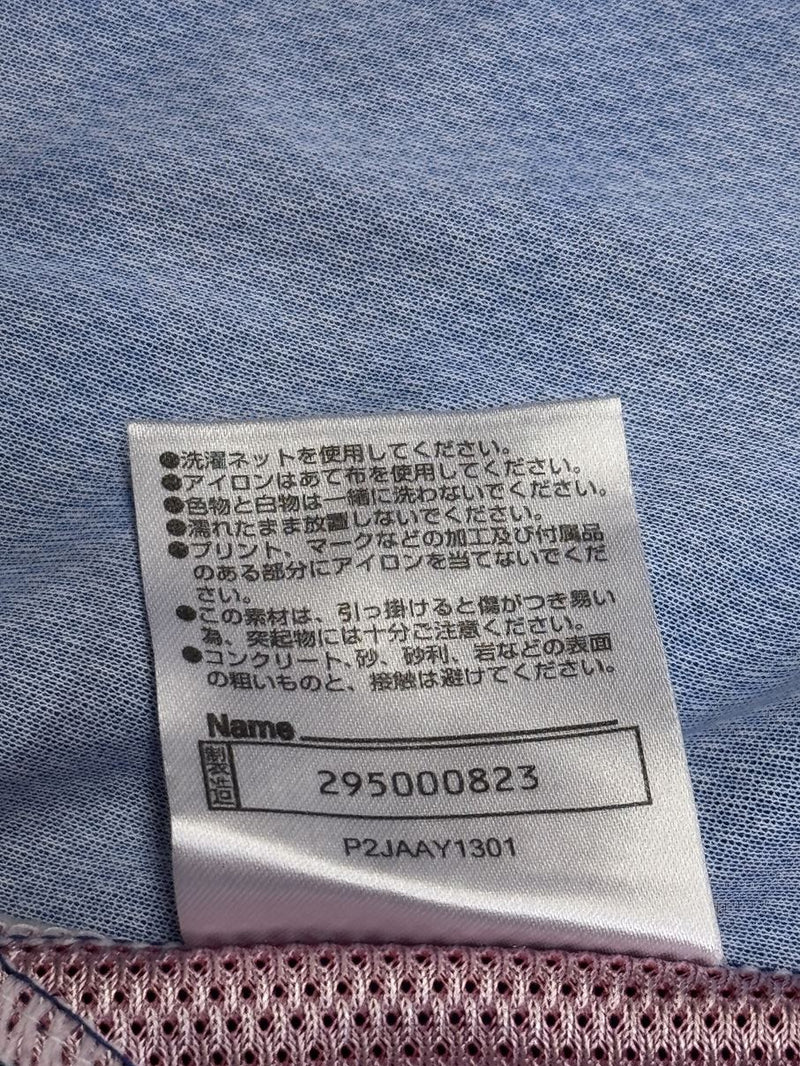 ●洗濯ネットを使用してください。
●アイロンはあて布を使用してください。
●色物と白物は一緒に洗わないでください。
●濡れたまま放置しないでください。
●プリント、マークなどの加工及び付属品
のある部分にアイロンを当てないでくだ
さい。
●この素材は、引っ掛けると傷がつき易い
為、突起物には十分ご注意ください。
●コンクリート、砂、砂利、岩などの表面
の粗いものと、接触は避けてください。
Name
製造
295000823
P2JAAY1301